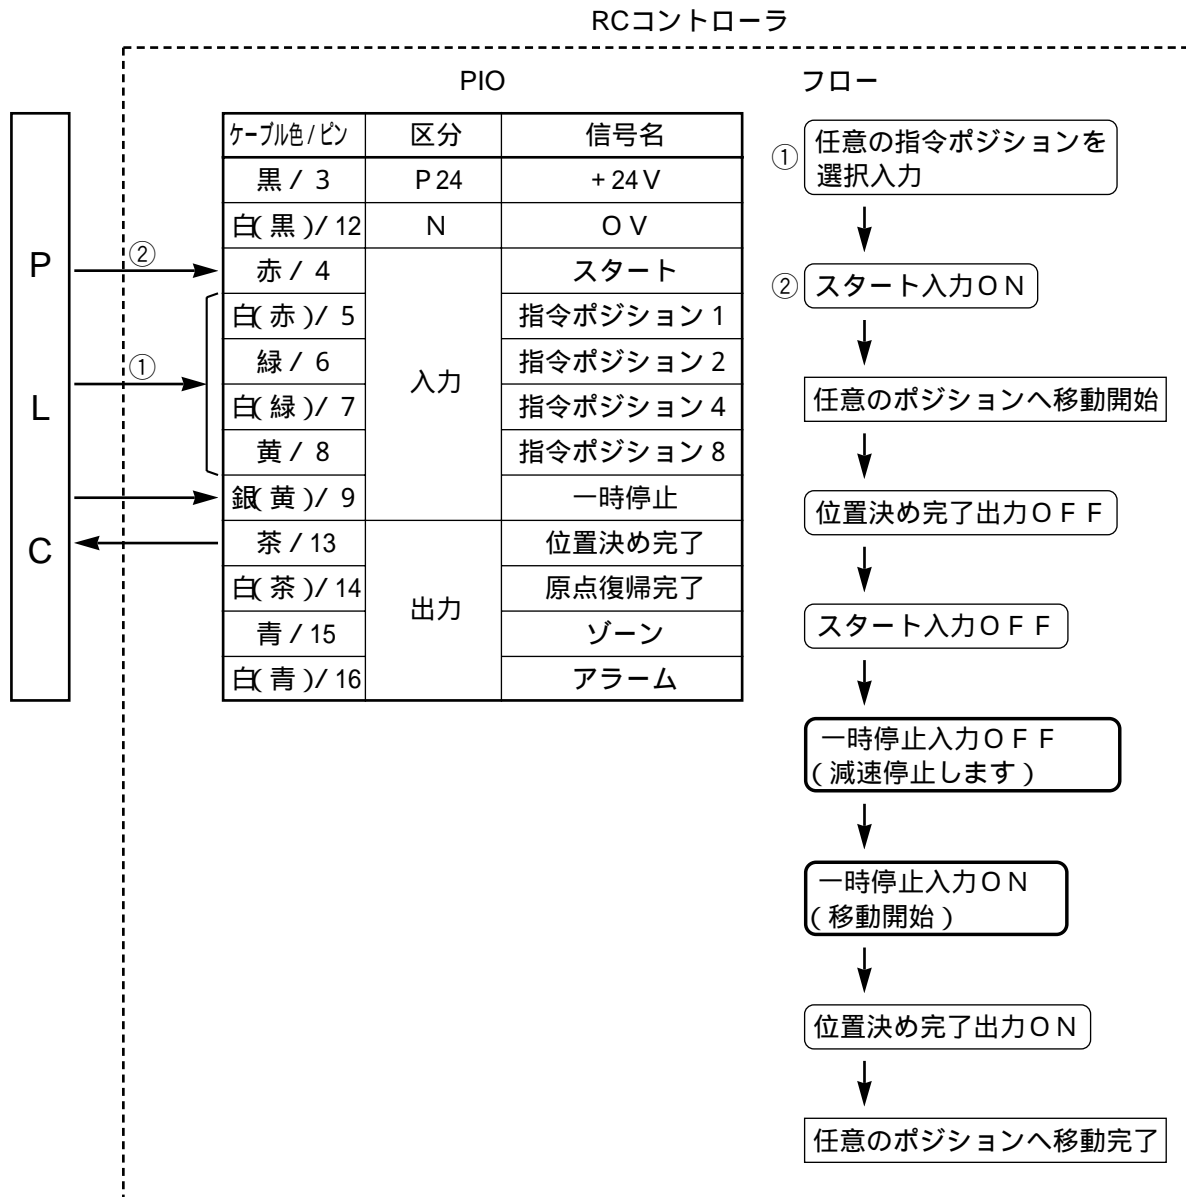 RCコントローラ
PIO
フロー
P
L
C
②
①
ケーブル色/ピン 区分 信号名
黒/ 3 P24 +24V
白(黒)/ 12 N OV
赤/ 4 入力 スタート
白(赤)/ 5 指令ポジション1
緑/ 6 指令ポジション2
白(緑)/ 7 指令ポジション4
黄/ 8 指令ポジション8
銀(黄)/ 9 一時停止
茶/13 出力 位置決め完了
白(茶)/14 原点復帰完了
青/15 ゾーン
白(青)/16 アラーム
① 任意の指令ポジションを
選択入力
② スタート入力ON
任意のポジションへ移動開始
位置決め完了出力OFF
スタート入力OFF
一時停止入力OFF
(減速停止します)
一時停止入力ON
(移動開始)
位置決め完了出力ON
任意のポジションへ移動完了